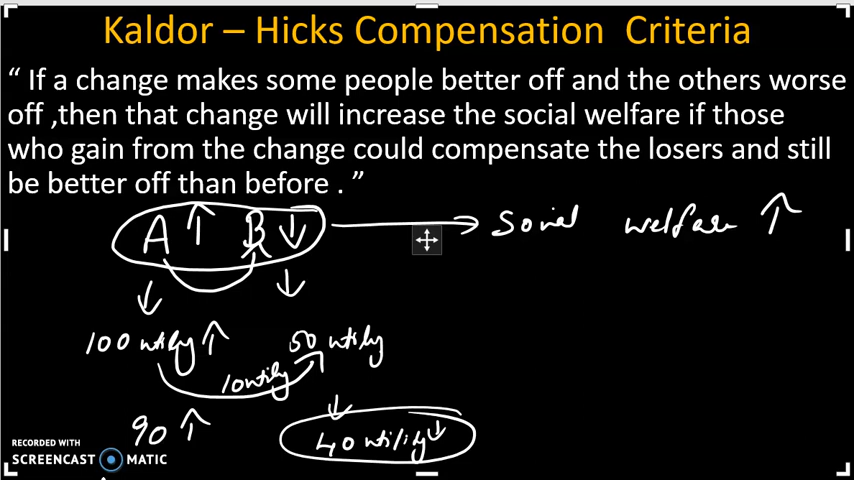 Kaldor – Hicks Compensation Criteria
“ If a change makes some people better off and the others worse
off ,then that change will increase the social welfare if those
who gain from the change could compensate the losers and still
be better off than before . ”
A ↑ B ↓ → Social welfare ↑
↓ ↓
100 utility ↑ 50 utility
10 utility
↓
90 ↑ 40 utility ↓
RECORDED WITH
SCREENCAST MATIC